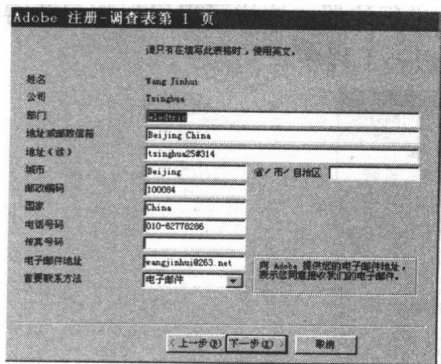 Adobe 注册-调查表第 1 页
请只有在填写此表格时，使用英文。
姓名 Wang Jinhui
公司 Tsinghua
部门 Eledtric
地址或邮政信箱 Beijing China
地址（续） tsinghua25#314
城市 Beijing 省／市／自治区
邮政编码 100084
国家 China
电话号码 010-62778286
传真号码
电子邮件地址 wangjinhui@263.net
首要联系方法 电子邮件
向 Adobe 提供您的电子邮件地址，
表示您同意接收我们的电子邮件。
〈上一步(B) 下一步(N)〉 取消